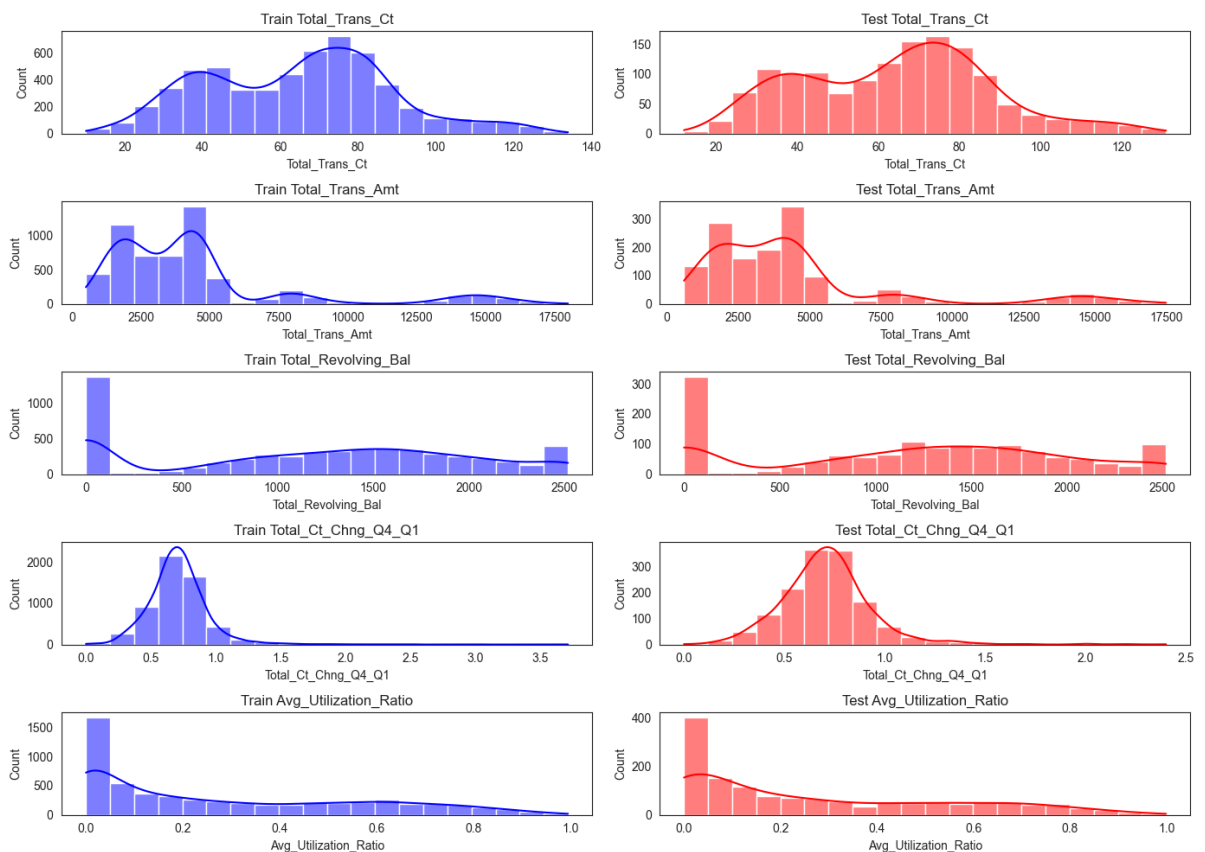 Train Total_Trans_Ct
Count
600
400
200
0
20 40 60 80 100 120 140
Total_Trans_Ct
Test Total_Trans_Ct
Count
150
100
50
0
20 40 60 80 100 120
Total_Trans_Ct
Train Total_Trans_Amt
Count
1000
500
0
2500 5000 7500 10000 12500 15000 17500
Total_Trans_Amt
Test Total_Trans_Amt
Count
300
200
100
0
0 2500 5000 7500 10000 12500 15000 17500
Total_Trans_Amt
Train Total_Revolving_Bal
Count
1000
500
0
0 500 1000 1500 2000 2500
Total_Revolving_Bal
Test Total_Revolving_Bal
Count
300
200
100
0
0 500 1000 1500 2000 2500
Total_Revolving_Bal
Train Total_Ct_Chng_Q4_Q1
Count
2000
1000
0
0.0 0.5 1.0 1.5 2.0 2.5 3.0 3.5
Total_Ct_Chng_Q4_Q1
Test Total_Ct_Chng_Q4_Q1
Count
300
200
100
0
0.0 0.5 1.0 1.5 2.0 2.5
Total_Ct_Chng_Q4_Q1
Train Avg_Utilization_Ratio
Count
1500
1000
500
0
0.0 0.2 0.4 0.6 0.8 1.0
Avg_Utilization_Ratio
Test Avg_Utilization_Ratio
Count
400
200
0
0.0 0.2 0.4 0.6 0.8 1.0
Avg_Utilization_Ratio